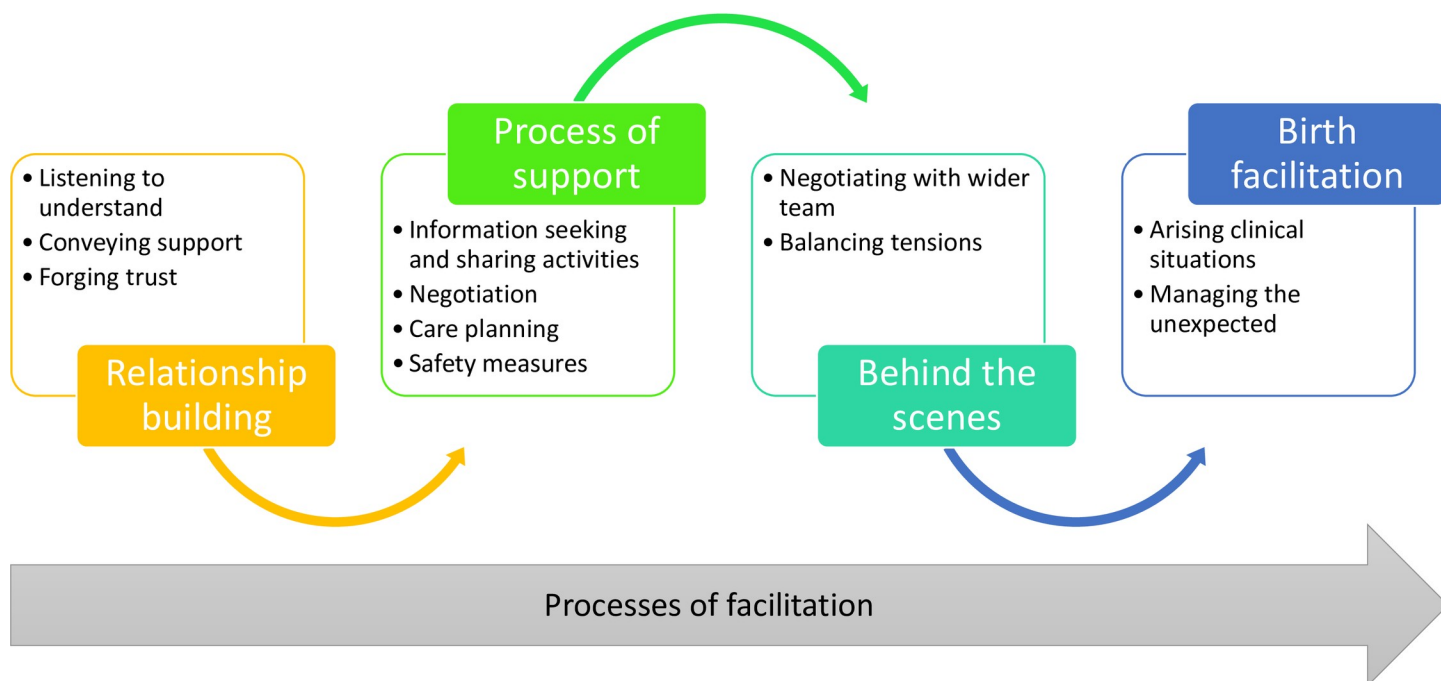 • Listening to
understand
• Conveying support
• Forging trust
Relationship
building
Process of
support
• Information seeking
and sharing activities
• Negotiation
• Care planning
• Safety measures
• Negotiating with wider
team
• Balancing tensions
Behind the
scenes
Birth
facilitation
• Arising clinical
situations
• Managing the
unexpected
Processes of facilitation